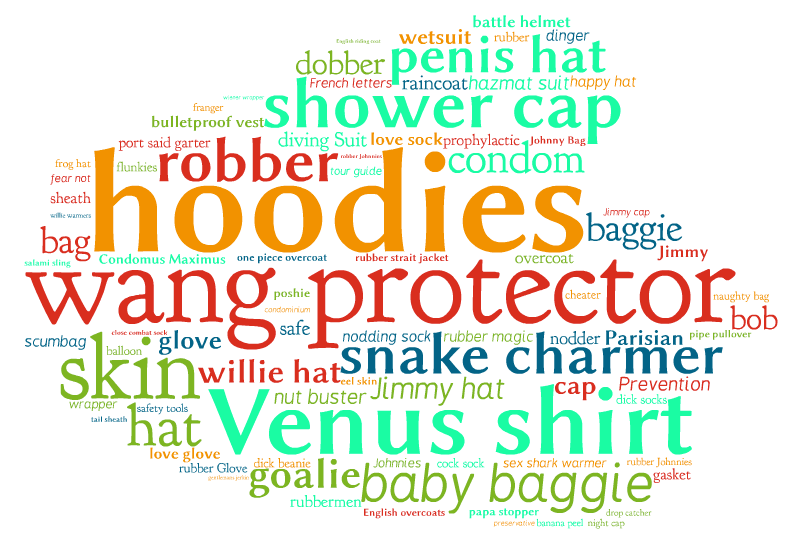 battle helmet
English riding coat
wetsuit
rubber
dinger
dobber
penis hat
French letters
raincoat
hazmat suit
happy hat
shower cap
franger
bulletproof vest
port said garter
diving Suit
love sock
prophylactic
Johnny Bag
robber
rubber Johnnies
condom
frog hat
flunkies
tour guide
fear not
hoodies
sheath
willie warmers
Jimmy cap
bag
baggie
salami sling
Condomus Maximus
one piece overcoat
rubber strait jacket
overcoat
Jimmy
wang protector
poshie
cheater
naughty bag
condominium
bob
scumbag
close combat sock
glove
safe
nodding sock
rubber magic
nodder
Parisian
pipe pullover
balloon
skin
snake charmer
willie hat
eel skin
cap
Prevention
wrapper
safety tools
nut buster
Jimmy hat
dick socks
tail sheath
hat
Venus shirt
love glove
rubber Glove
dick beanie
Johnnies
cock sock
sex shark warmer
rubber Johnnies
goalie
baby baggie
gasket
rubbermen
English overcoats
papa stopper
drop catcher
preservative
banana peel
night cap